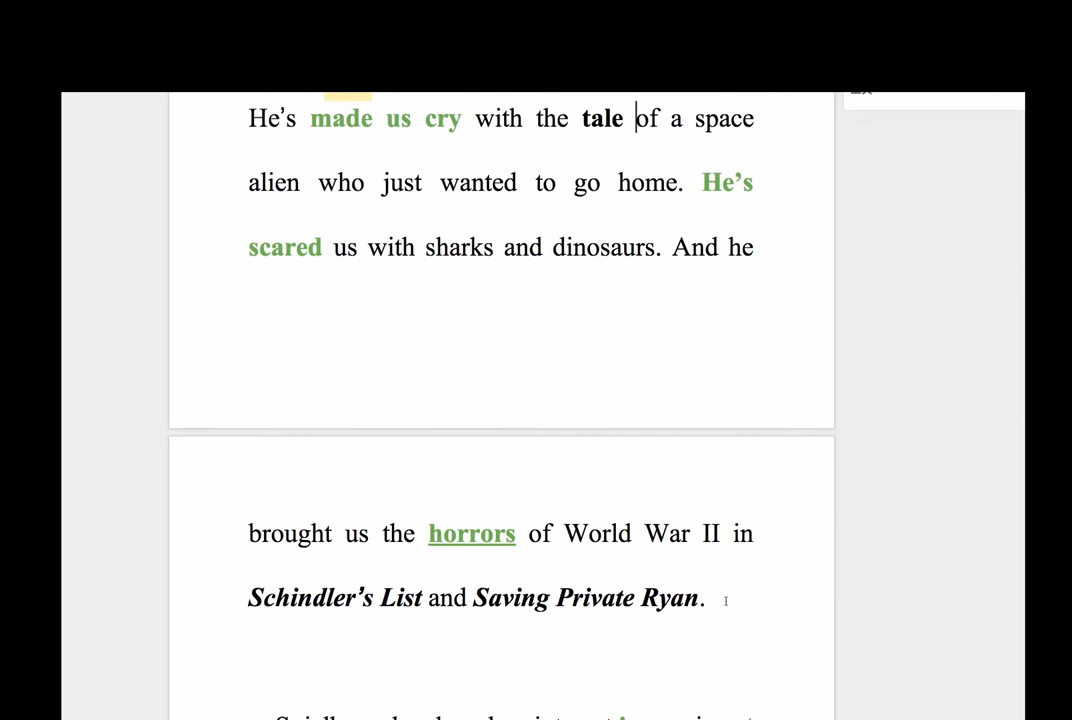 He’s made us cry with the tale of a space
alien who just wanted to go home. He’s
scared us with sharks and dinosaurs. And he
brought us the horrors of World War II in
Schindler’s List and Saving Private Ryan.